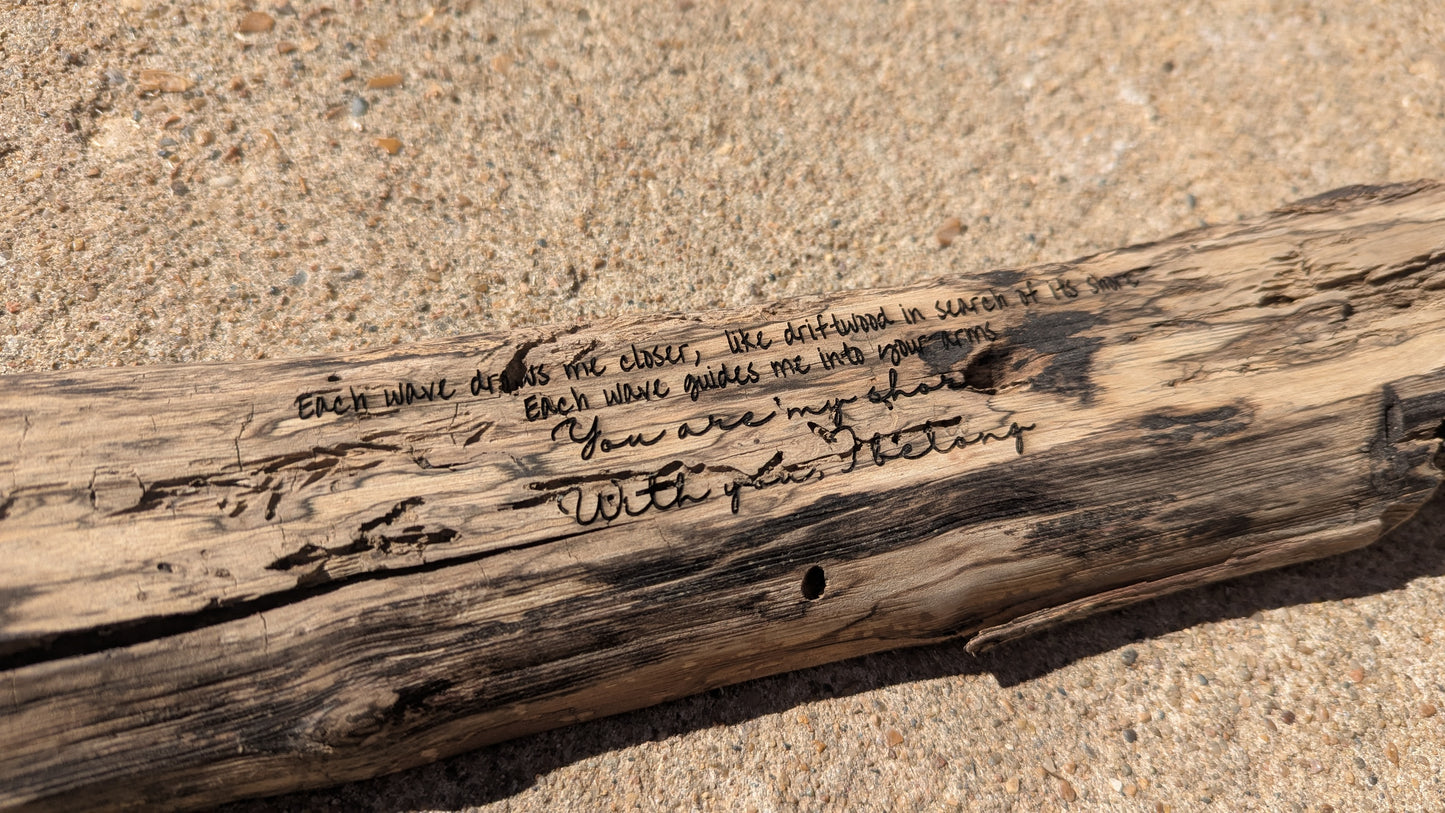 Each wave draws me closer, like driftwood in search of its shore
Each wave guides me into your arms
You are my shore
With you, I belong